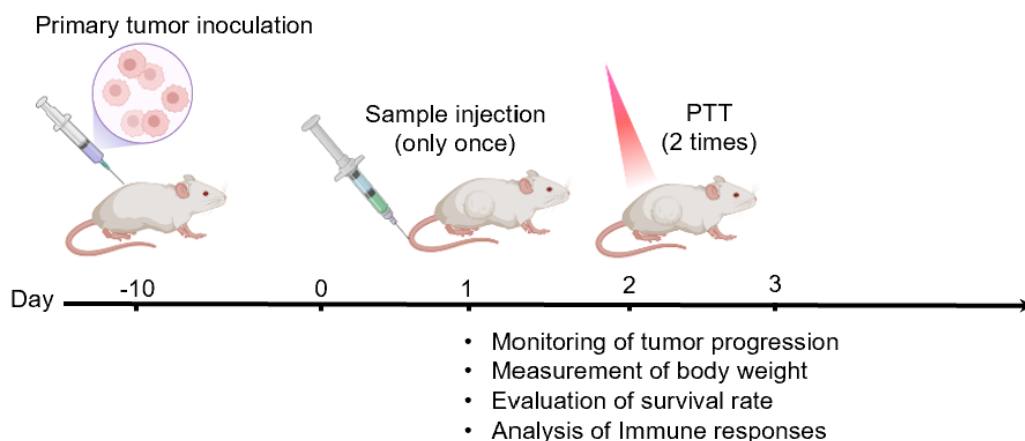 Primary tumor inoculation
Sample injection
(only once)
PTT
(2 times)
Day
-10
0
1
2
3
• Monitoring of tumor progression
• Measurement of body weight
• Evaluation of survival rate
• Analysis of Immune responses